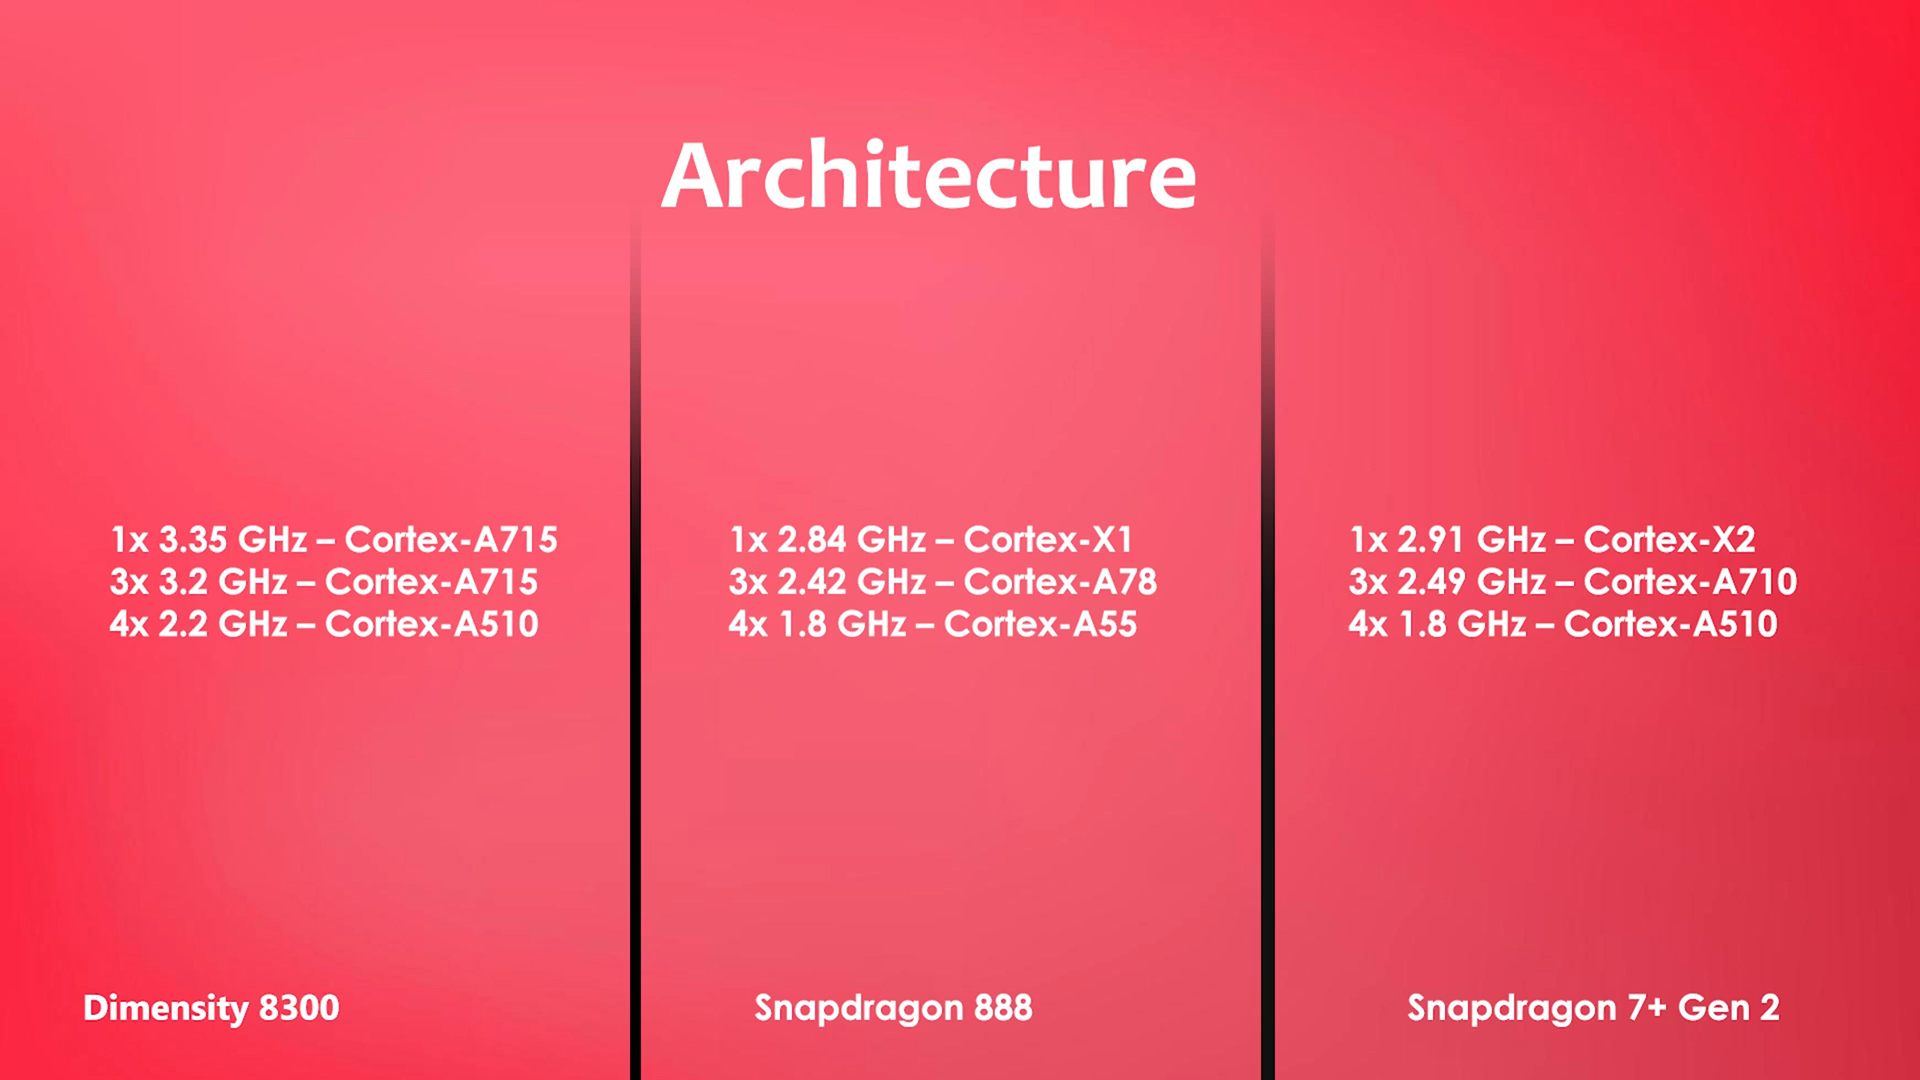 Architecture
1x 3.35 GHz – Cortex-A715
3x 3.2 GHz – Cortex-A715
4x 2.2 GHz – Cortex-A510
1x 2.84 GHz – Cortex-X1
3x 2.42 GHz – Cortex-A78
4x 1.8 GHz – Cortex-A55
1x 2.91 GHz – Cortex-X2
3x 2.49 GHz – Cortex-A710
4x 1.8 GHz – Cortex-A510
Dimensity 8300
Snapdragon 888
Snapdragon 7+ Gen 2